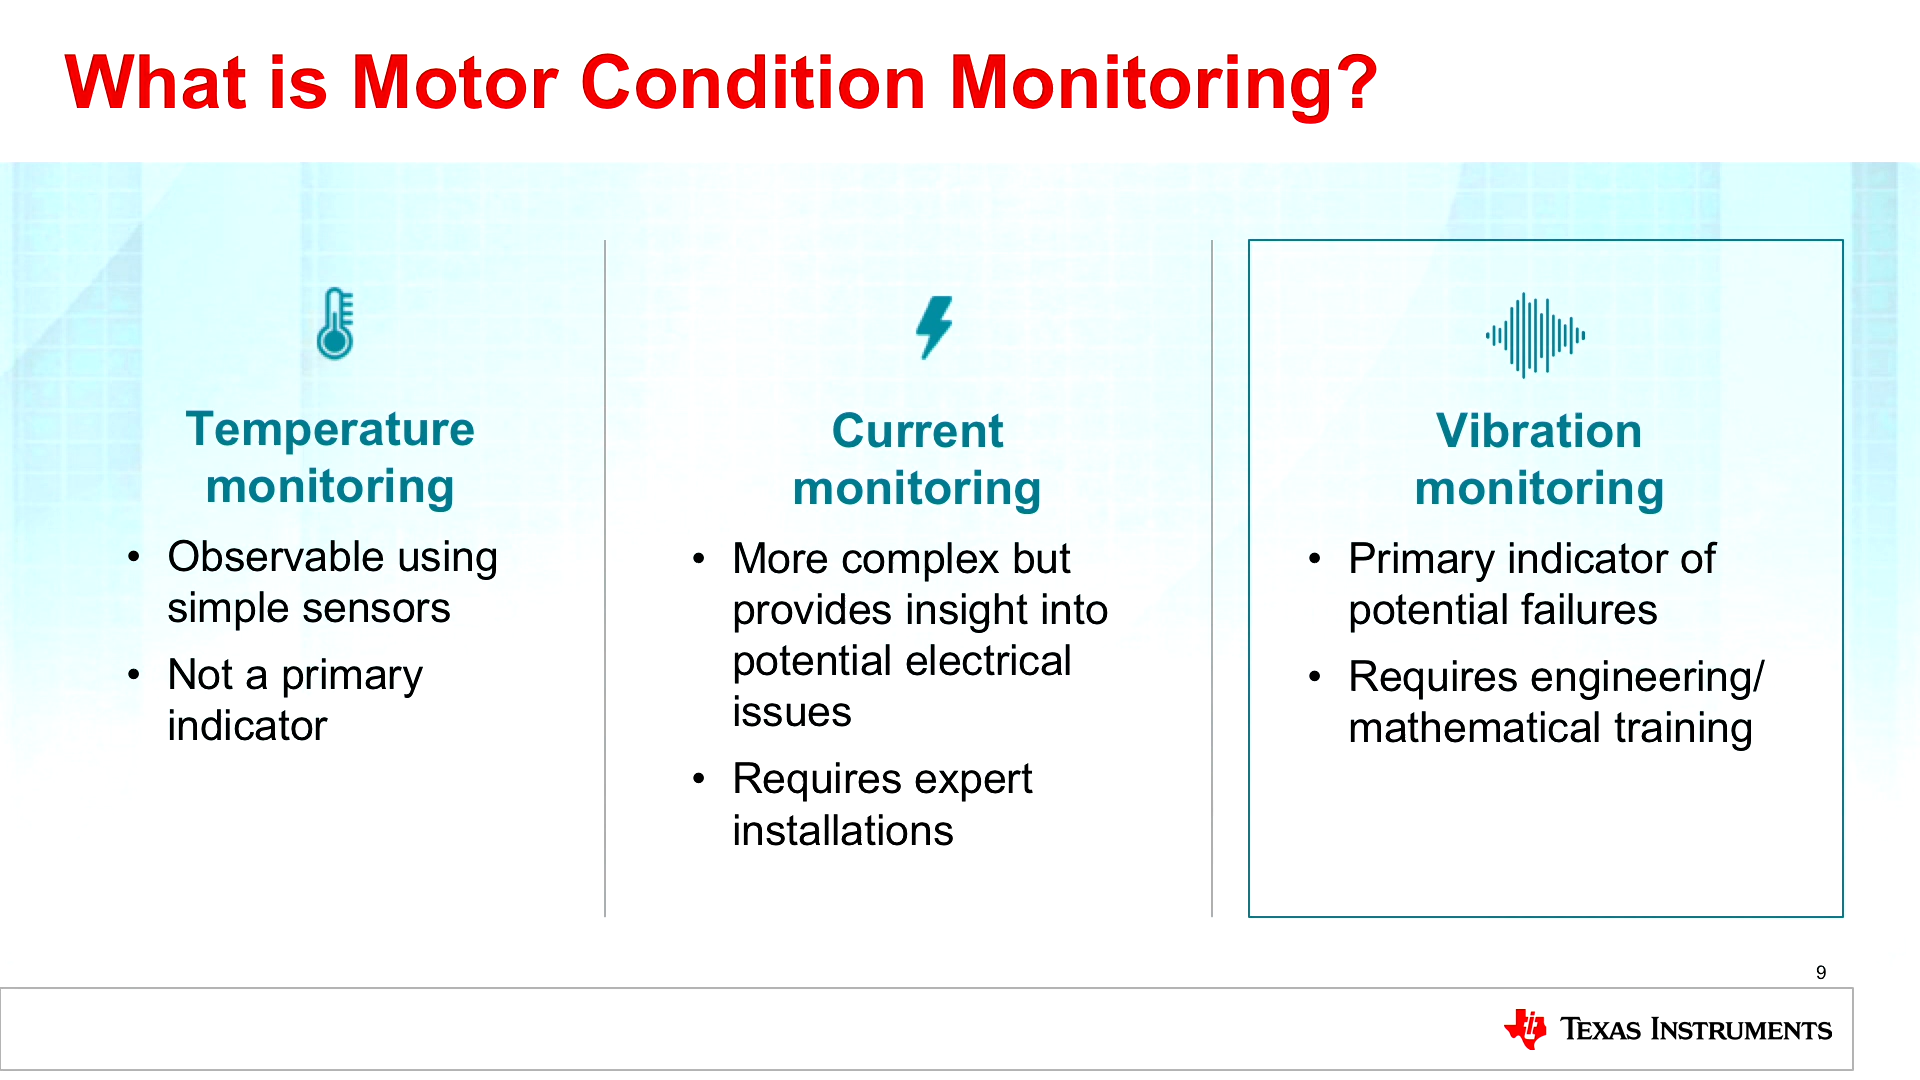 What is Motor Condition Monitoring?
Temperature
monitoring
• Observable using
simple sensors
• Not a primary
indicator
Current
monitoring
• More complex but
provides insight into
potential electrical
issues
• Requires expert
installations
Vibration
monitoring
• Primary indicator of
potential failures
• Requires engineering/
mathematical training
9
TEXAS INSTRUMENTS